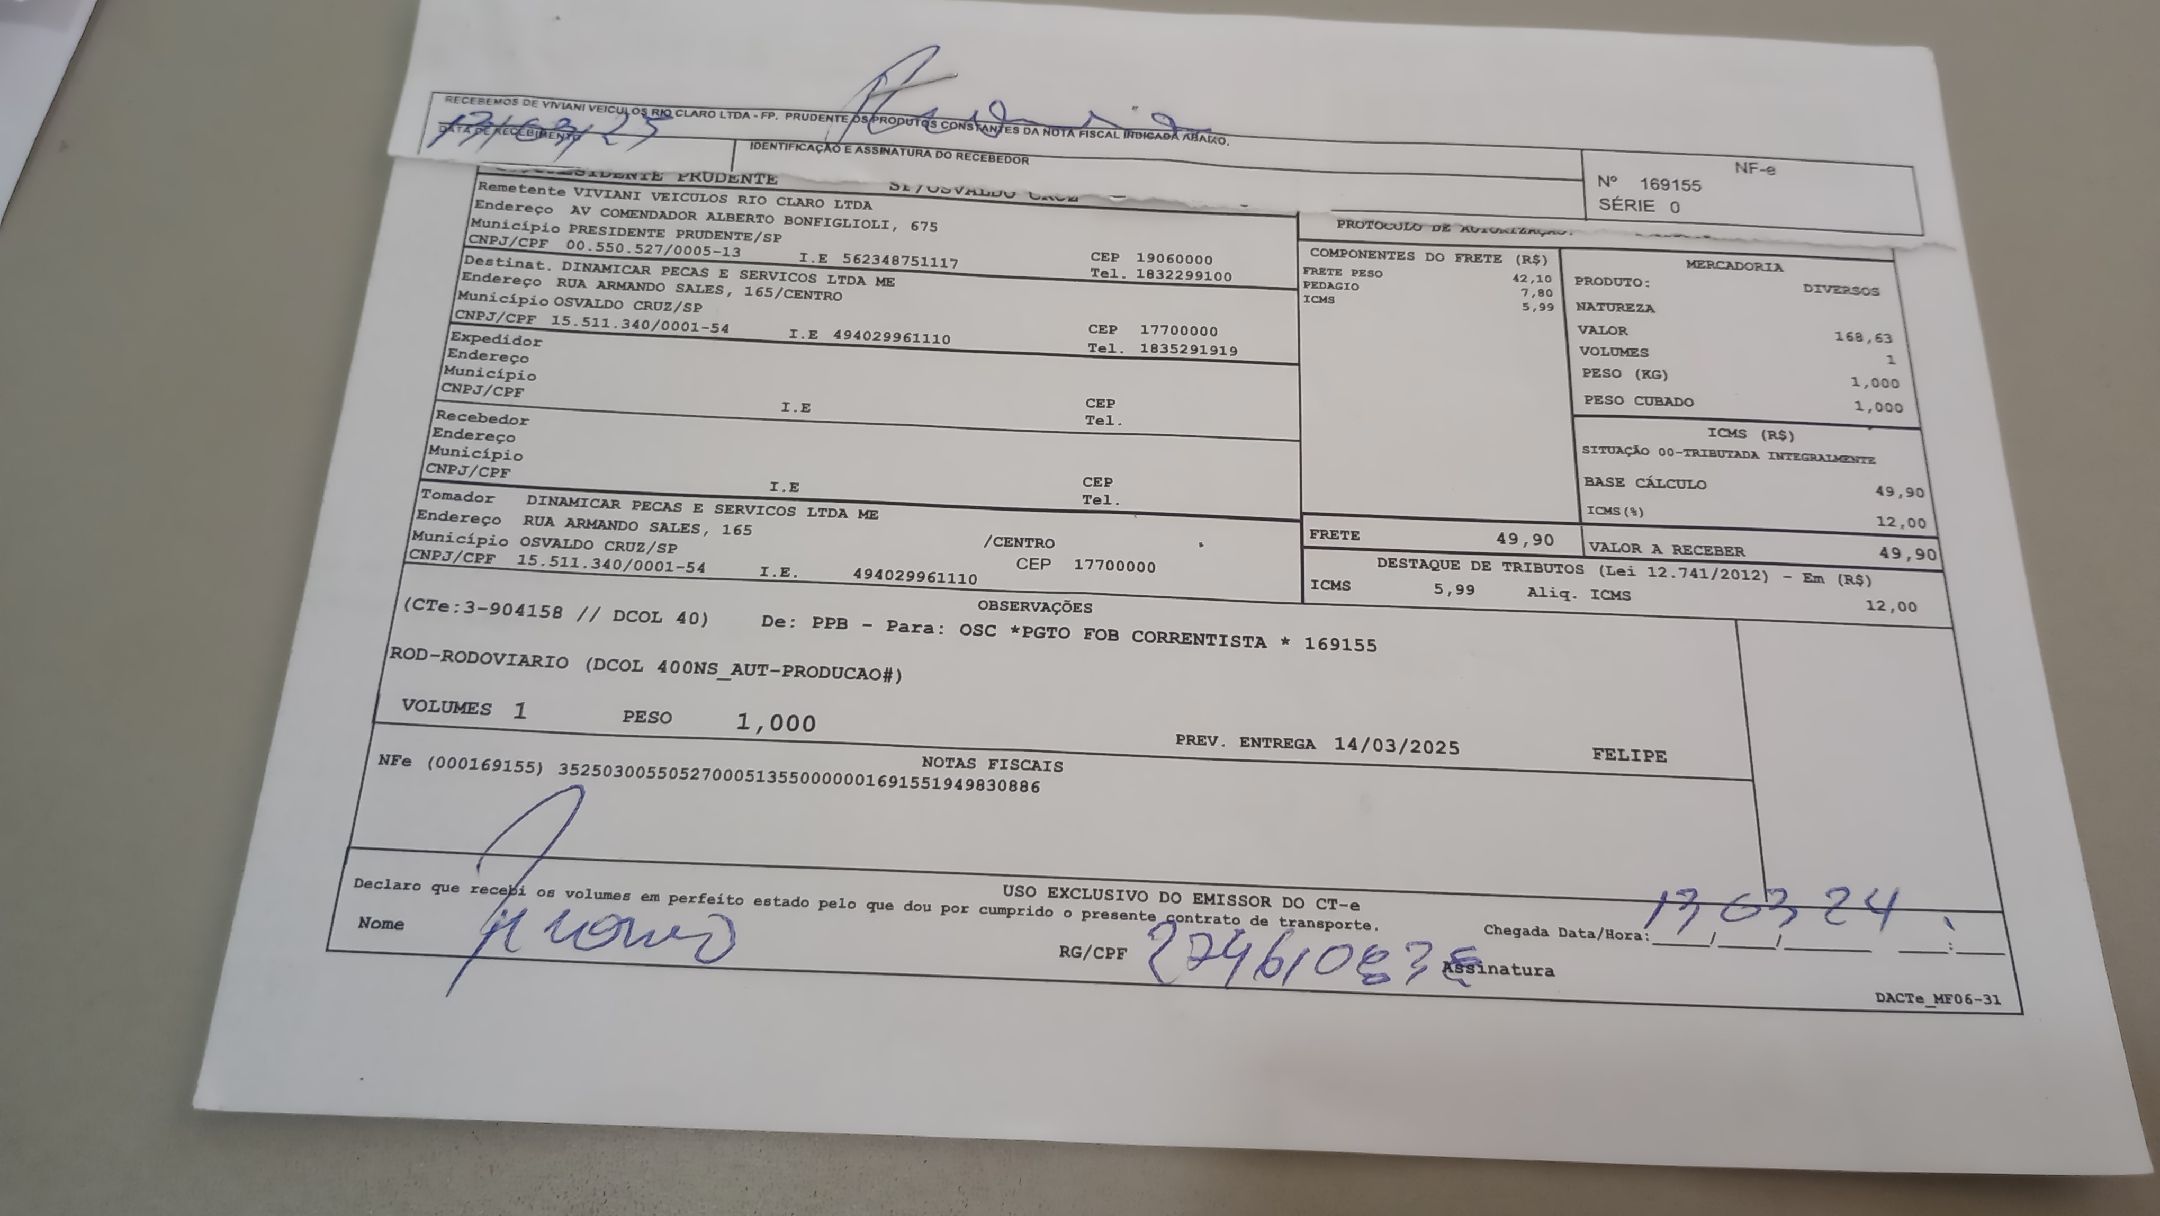 RECEBEMOS DE VIVIANI VEICULOS RIO CLARO LTDA - FP. PRUDENTE OS PRODUTOS CONSTANTES DA NOTA FISCAL INDICADA ABAIXO.
DATA DE RECEBIMENTO
IDENTIFICAÇÃO E ASSINATURA DO RECEBEDOR
NF-e
Nº 169155
SÉRIE 0
PRUDENTE SP/OSVALDO CRUZ
Remetente VIVIANI VEICULOS RIO CLARO LTDA
Endereço AV COMENDADOR ALBERTO BONFIGLIOLI, 675
Município PRESIDENTE PRUDENTE/SP CEP 19060000
CNPJ/CPF 00.550.527/0005-13 I.E 562348751117 Tel. 1832299100
Destinat. DINAMICAR PECAS E SERVICOS LTDA ME
Endereço RUA ARMANDO SALES, 165/CENTRO
Município OSVALDO CRUZ/SP CEP 17700000
CNPJ/CPF 15.511.340/0001-54 I.E 494029961110 Tel. 1835291919
Expedidor
Endereço
Município CEP
CNPJ/CPF I.E Tel.
Recebedor
Endereço
Município CEP
CNPJ/CPF I.E Tel.
Tomador DINAMICAR PECAS E SERVICOS LTDA ME
Endereço RUA ARMANDO SALES, 165 /CENTRO
Município OSVALDO CRUZ/SP CEP 17700000
CNPJ/CPF 15.511.340/0001-54 I.E. 494029961110
PROTOCOLO DE AUTORIZAÇÃO:
COMPONENTES DO FRETE (R$)
FRETE PESO 42,10
PEDAGIO 7,80
ICMS 5,99
MERCADORIA
PRODUTO: DIVERSOS
NATUREZA
VALOR 168,63
VOLUMES 1
PESO (KG) 1,000
PESO CUBADO 1,000
ICMS (R$)
SITUAÇÃO 00-TRIBUTADA INTEGRALMENTE
BASE CÁLCULO 49,90
ICMS(%) 12,00
FRETE 49,90 VALOR A RECEBER 49,90
DESTAQUE DE TRIBUTOS (Lei 12.741/2012) - Em (R$)
ICMS 5,99 Aliq. ICMS 12,00
OBSERVAÇÕES
(CTe:3-904158 // DCOL 40) De: PPB - Para: OSC *PGTO FOB CORRENTISTA * 169155
ROD-RODOVIARIO (DCOL 400NS_AUT-PRODUCAO#)
VOLUMES 1 PESO 1,000 PREV. ENTREGA 14/03/2025 FELIPE
NOTAS FISCAIS
NFe (000169155) 35250300550527000513550000001691551949830886
USO EXCLUSIVO DO EMISSOR DO CT-e
Declaro que recebi os volumes em perfeito estado pelo que dou por cumprido o presente contrato de transporte.
Chegada Data/Hora: 13 03 24
Nome
RG/CPF
Assinatura
DACTe_MF06-31